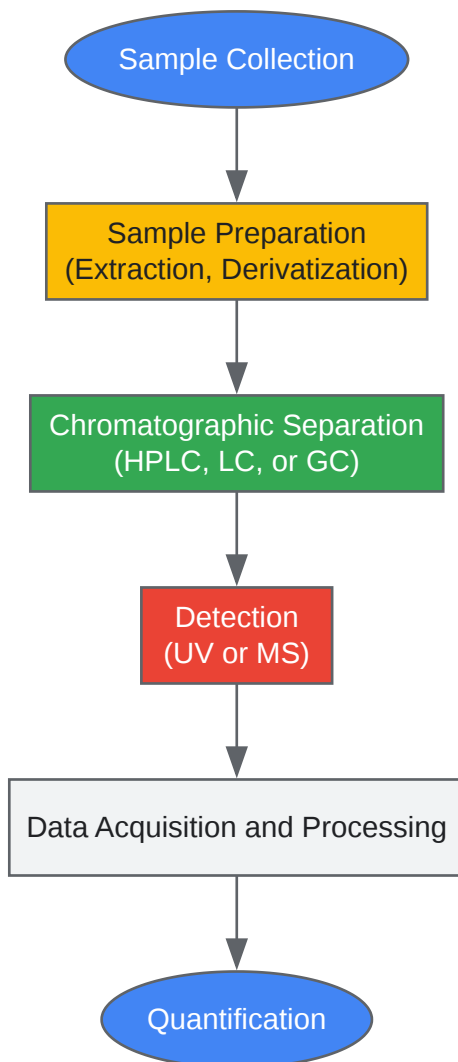 Sample Collection
Sample Preparation
(Extraction, Derivatization)
Chromatographic Separation
(HPLC, LC, or GC)
Detection
(UV or MS)
Data Acquisition and Processing
Quantification